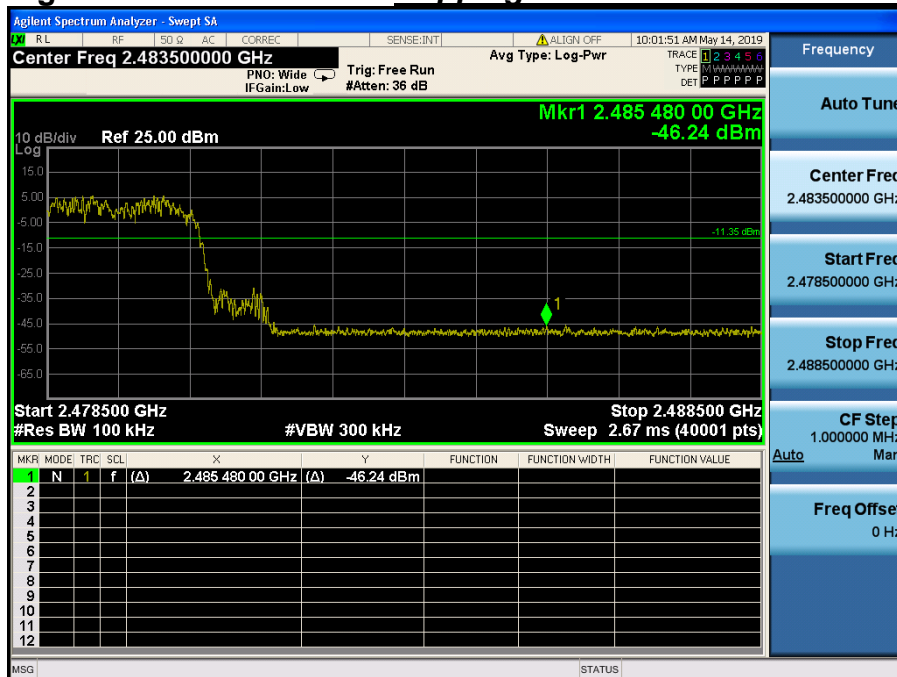 Agilent Spectrum Analyzer - Swept SA
LXI RL RF 50 Ω AC CORREC SENSE:INT ALIGN OFF 10:01:51 AM May 14, 2019
Center Freq 2.483500000 GHz
PNO: Wide
IFGain:Low
Trig: Free Run
#Atten: 36 dB
Avg Type: Log-Pwr
TRACE 1 2 3 4 5 6
TYPE M W W W W W
DET P P P P P P
Mkr1 2.485 480 00 GHz
-46.24 dBm
10 dB/div Ref 25.00 dBm
Log
15.0
5.00
-5.00
-15.0
-25.0
-35.0
-45.0
-55.0
-65.0
-11.35 dBm
1
Start 2.478500 GHz Stop 2.488500 GHz
#Res BW 100 kHz #VBW 300 kHz Sweep 2.67 ms (40001 pts)
MKR MODE TRC SCL X Y FUNCTION FUNCTION WIDTH FUNCTION VALUE
1 N 1 f (Δ) 2.485 480 00 GHz (Δ) -46.24 dBm
2
3
4
5
6
7
8
9
10
11
12
MSG STATUS
Frequency
Auto Tune
Center Freq
2.483500000 GHz
Start Freq
2.478500000 GHz
Stop Freq
2.488500000 GHz
CF Step
1.000000 MHz
Auto Man
Freq Offset
0 Hz